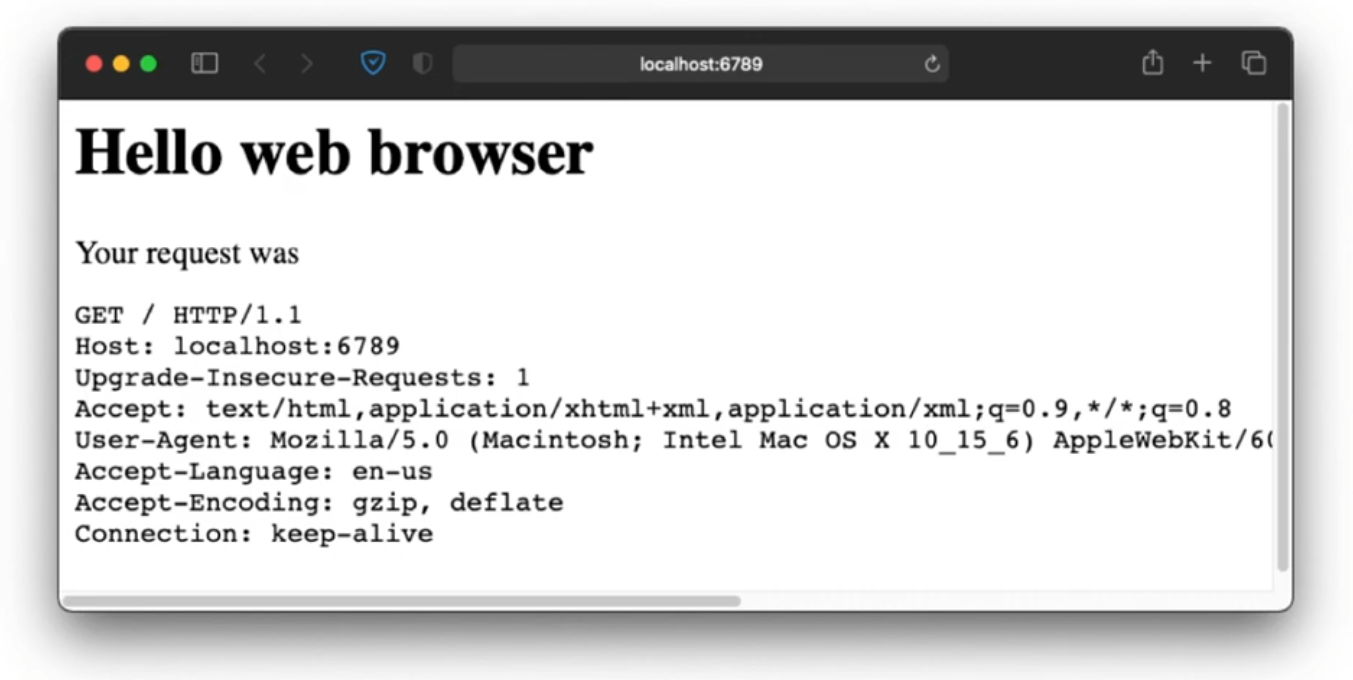 localhost:6789
Hello web browser
Your request was
GET / HTTP/1.1
Host: localhost:6789
Upgrade-Insecure-Requests: 1
Accept: text/html,application/xhtml+xml,application/xml;q=0.9,*/*;q=0.8
User-Agent: Mozilla/5.0 (Macintosh; Intel Mac OS X 10_15_6) AppleWebKit/6
Accept-Language: en-us
Accept-Encoding: gzip, deflate
Connection: keep-alive